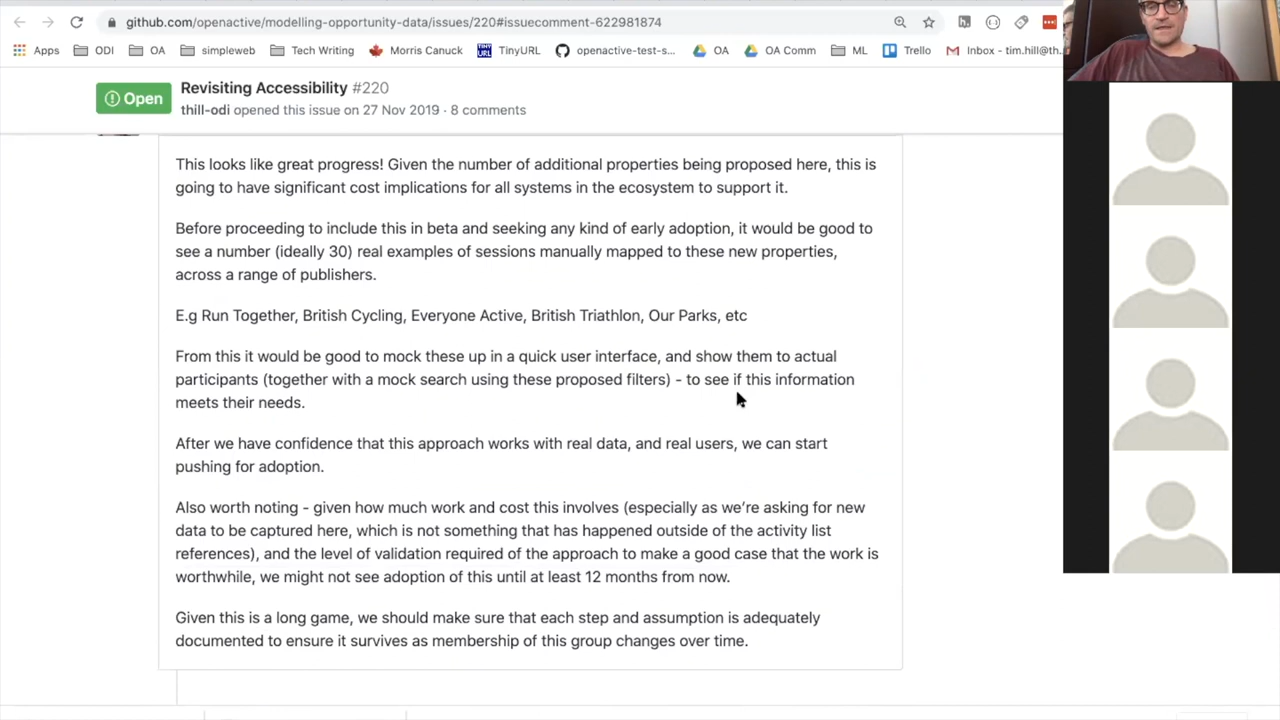 github.com/openactive/modelling-opportunity-data/issues/220#issuecomment-622981874
Apps ODI OA simpleweb Tech Writing Morris Canuck TINY URL TinyURL openactive-test-s... OA OA Comm ML Trello Inbox - tim.hill@th.
Open
Revisiting Accessibility #220
thill-odi opened this issue on 27 Nov 2019 · 8 comments
This looks like great progress! Given the number of additional properties being proposed here, this is
going to have significant cost implications for all systems in the ecosystem to support it.
Before proceeding to include this in beta and seeking any kind of early adoption, it would be good to
see a number (ideally 30) real examples of sessions manually mapped to these new properties,
across a range of publishers.
E.g Run Together, British Cycling, Everyone Active, British Triathlon, Our Parks, etc
From this it would be good to mock these up in a quick user interface, and show them to actual
participants (together with a mock search using these proposed filters) - to see if this information
meets their needs.
After we have confidence that this approach works with real data, and real users, we can start
pushing for adoption.
Also worth noting - given how much work and cost this involves (especially as we're asking for new
data to be captured here, which is not something that has happened outside of the activity list
references), and the level of validation required of the approach to make a good case that the work is
worthwhile, we might not see adoption of this until at least 12 months from now.
Given this is a long game, we should make sure that each step and assumption is adequately
documented to ensure it survives as membership of this group changes over time.